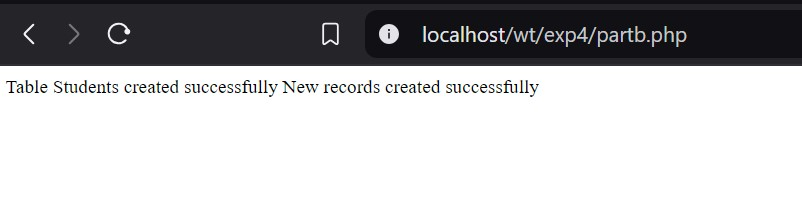 localhost/wt/exp4/partb.php
Table Students created successfully New records created successfully